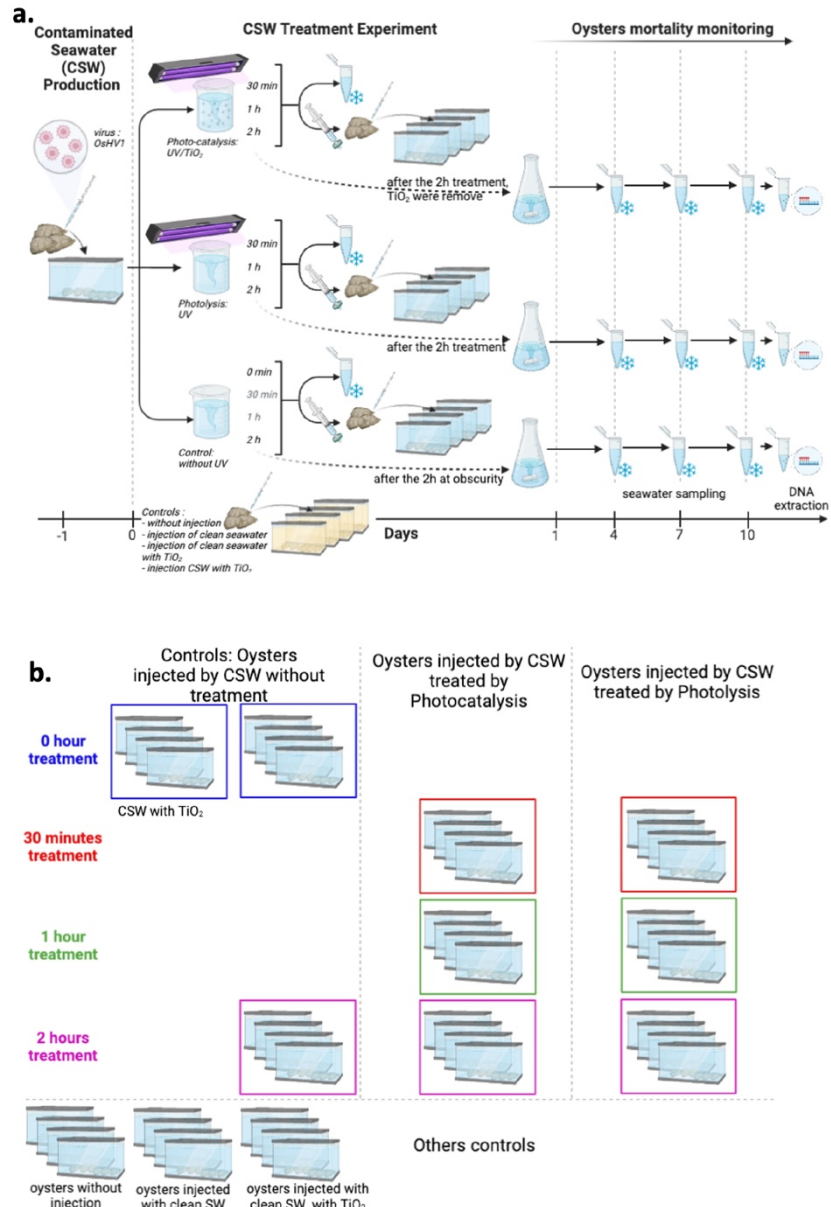 a.
Contaminated
Seawater
(CSW)
Production
CSW Treatment Experiment
Oysters mortality monitoring
virus :
OsHV1
Photo-catalysis:
UV/TiO₂
30 min
1 h
2 h
after the 2h treatment,
TiO₂ were remove
Photolysis:
UV
30 min
1 h
2 h
after the 2h treatment
Control:
without UV
0 min
30 min
1 h
2 h
after the 2h at obscurity
seawater sampling
DNA
extraction
Controls :
- without injection
- injection of clean seawater
- injection of clean seawater
with TiO₂
- injection CSW with TiO₂
-1
0
Days
1
4
7
10
b.
Controls: Oysters
injected by CSW without
treatment
Oysters injected by CSW
treated by
Photocatalysis
Oysters injected by CSW
treated by Photolysis
0 hour
treatment
CSW with TiO₂
30 minutes
treatment
1 hour
treatment
2 hours
treatment
Others controls
oysters without
injection
oysters injected
with clean SW
oysters injected with
clean SW with TiO₂